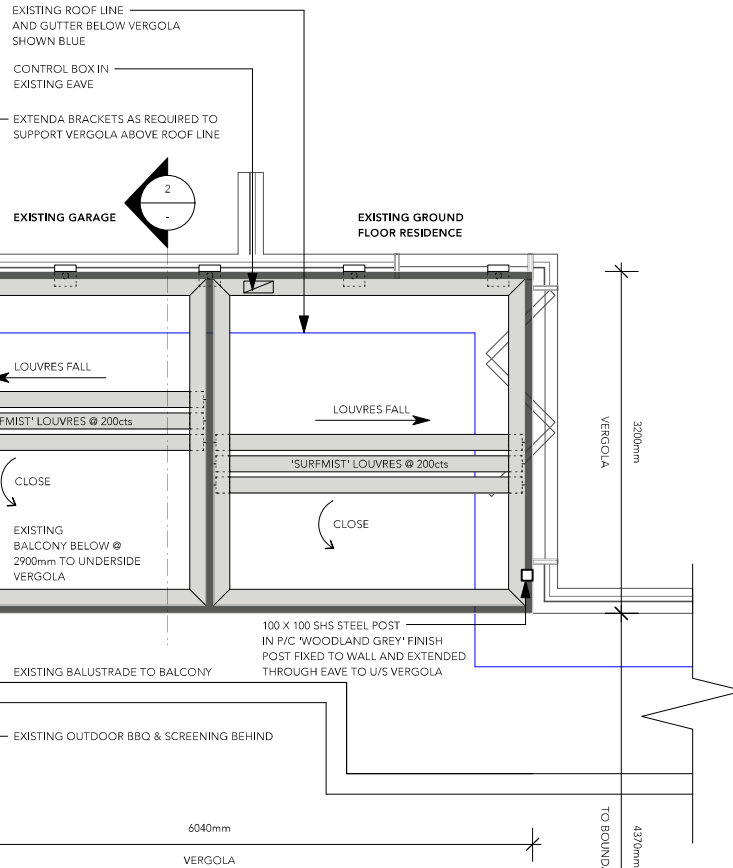 EXISTING ROOF LINE
AND GUTTER BELOW VERGOLA
SHOWN BLUE
CONTROL BOX IN
EXISTING EAVE
EXTENDA BRACKETS AS REQUIRED TO
SUPPORT VERGOLA ABOVE ROOF LINE
2
-
EXISTING GARAGE
EXISTING GROUND
FLOOR RESIDENCE
LOUVRES FALL
LOUVRES FALL
LOUVRES @ 200cts
'SURFMIST' LOUVRES @ 200cts
CLOSE
CLOSE
3200mm
VERGOLA
EXISTING
BALCONY BELOW @
2900mm TO UNDERSIDE
VERGOLA
100 X 100 SHS STEEL POST
IN P/C 'WOODLAND GREY' FINISH
POST FIXED TO WALL AND EXTENDED
THROUGH EAVE TO U/S VERGOLA
EXISTING BALUSTRADE TO BALCONY
EXISTING OUTDOOR BBQ & SCREENING BEHIND
6040mm
VERGOLA
4370mm
TO